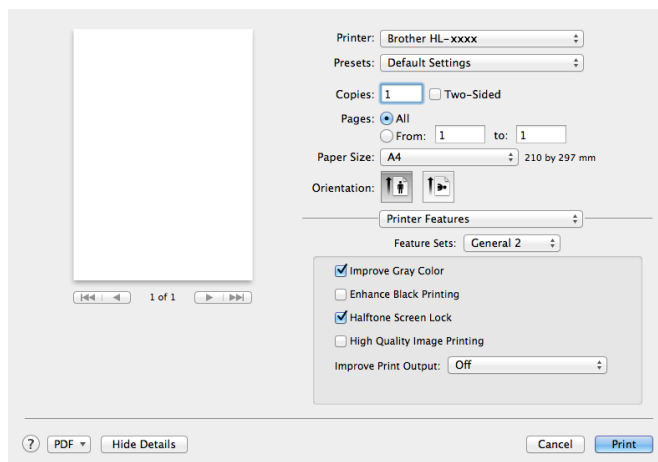 Printer: Brother HL-xxxx
Presets: Default Settings
Copies: 1 Two-Sided
Pages: All
From: 1 to: 1
Paper Size: A4 210 by 297 mm
Orientation:
Printer Features
Feature Sets: General 2
Improve Gray Color
Enhance Black Printing
Halftone Screen Lock
High Quality Image Printing
Improve Print Output: Off
1 of 1
? PDF Hide Details Cancel Print